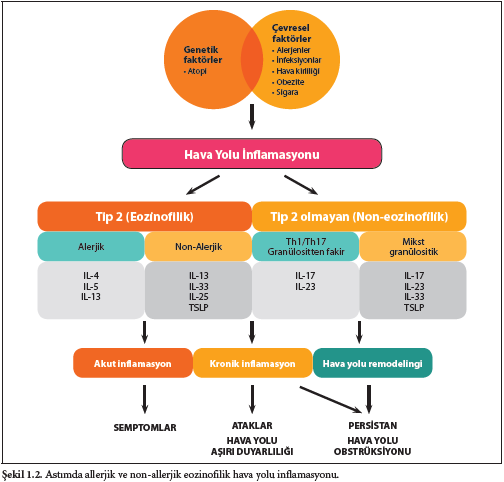 Genetik
faktörler
• Atopi
Çevresel
faktörler
• Alerjenler
• İnfeksiyonlar
• Hava kirliliği
• Obezite
• Sigara
Hava Yolu İnflamasyonu
Tip 2 (Eozinofilik)
Tip 2 olmayan (Non-eozinofilik)
Alerjik
Non-Alerjik
Th1/Th17
Granülositten fakir
Mikst
granülositik
IL-4
IL-5
IL-13
IL-13
IL-33
IL-25
TSLP
IL-17
IL-23
IL-17
IL-23
IL-33
TSLP
Akut inflamasyon
Kronik inflamasyon
Hava yolu remodelingi
SEMPTOMLAR
ATAKLAR
HAVA YOLU
AŞIRI DUYARLILIĞI
PERSİSTAN
HAVA YOLU
OBSTRÜKSİYONU
Şekil 1.2. Astımda allerjik ve non-allerjik eozinofilik hava yolu inflamasyonu.